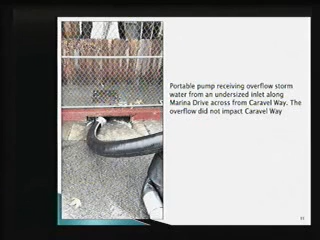 Portable pump receiving overflow storm
water from an undersized inlet along
Marina Drive across from Caravel Way. The
overflow did not impact Caravel Way